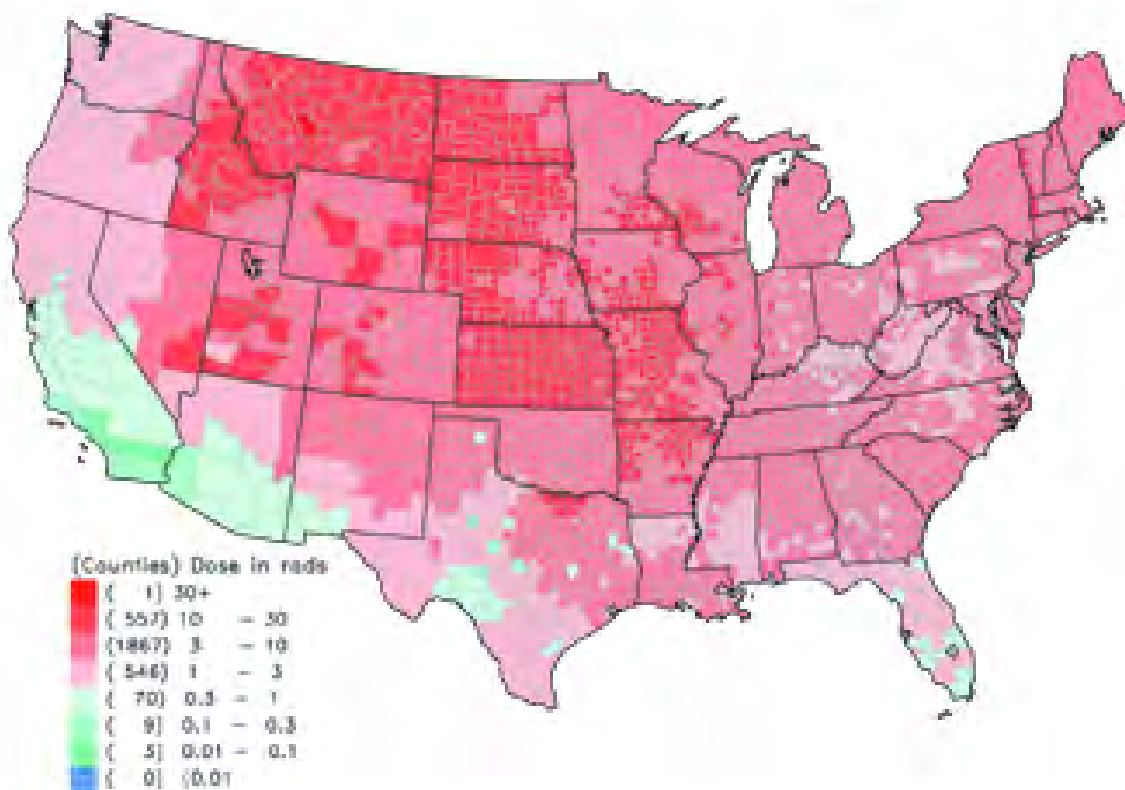 (Counties) Dose in rads
( 1) 30+
( 557) 10 - 30
(1867) 3 - 10
( 546) 1 - 3
( 70) 0.3 - 1
( 9) 0.1 - 0.3
( 3) 0.01 - 0.1
( 0) <0.01